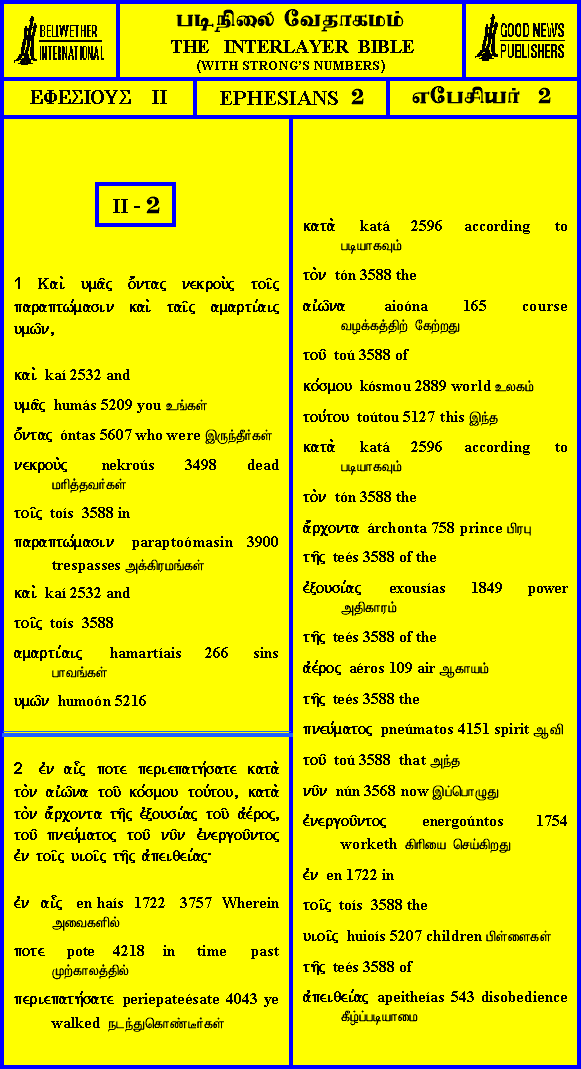 BELIWETHER
INTERNATIONAL
படிநிலை வேதாகமம்
THE INTERLAYER BIBLE
(WITH STRONG'S NUMBERS)
GOOD NEWS
PUBLISHERS
ΕΦΕΣΙΟΥΣ II
EPHESIANS 2
எபேசியர் 2
II - 2
1 Καὶ υμᾶς ὄντας νεκροὺς τοῖς
παραπτώμασιν καὶ ταῖς αμαρτίαις
υμῶν,
καὶ kaí 2532 and
υμᾶς humás 5209 you உங்கள்
ὄντας óntas 5607 who were இருந்தீர்கள்
νεκροὺς nekroús 3498 dead
மரித்தவர்கள்
τοῖς toís 3588 in
παραπτώμασιν paraptoómasin 3900
trespasses அக்கிரமங்கள்
καὶ kaí 2532 and
τοῖς toís 3588
αμαρτίαις hamartíais 266 sins
பாவங்கள்
υμῶν humoón 5216
2 ἐν αἷς ποτε περιεπατήσατε κατὰ
τὸν αἰῶνα τοῦ κόσμου τούτου, κατὰ
τὸν ἄρχοντα τῆς ἐξουσίας τοῦ ἀέρος,
τοῦ πνεύματος τοῦ νῦν ἐνεργοῦντος
ἐν τοῖς υιοῖς τῆς ἀπειθείας·
ἐν αἷς en haís 1722 3757 Wherein
அவைகளில்
ποτε pote 4218 in time past
முற்காலத்தில்
περιεπατήσατε periepateésate 4043 ye
walked நடந்துகொண்டீர்கள்
κατὰ katá 2596 according to
படியாகவும்
τὸν tón 3588 the
αἰῶνα aioóna 165 course
வழக்கத்திற் கேற்றது
τοῦ toú 3588 of
κόσμου kósmou 2889 world உலகம்
τούτου toútou 5127 this இந்த
κατὰ katá 2596 according to
படியாகவும்
τὸν tón 3588 the
ἄρχοντα árchonta 758 prince பிரபு
τῆς teés 3588 of the
ἐξουσίας exousías 1849 power
அதிகாரம்
τῆς teés 3588 of the
ἀέρος aéros 109 air ஆகாயம்
τῆς teés 3588 the
πνεύματος pneúmatos 4151 spirit ஆவி
τοῦ toú 3588 that அந்த
νῦν nún 3568 now இப்பொழுது
ἐνεργοῦντος energoúntos 1754
worketh கிரியை செய்கிறது
ἐν en 1722 in
τοῖς toís 3588 the
υιοῖς huioís 5207 children பிள்ளைகள்
τῆς teés 3588 of
ἀπειθείας apeitheías 543 disobedience
கீழ்ப்படியாமை